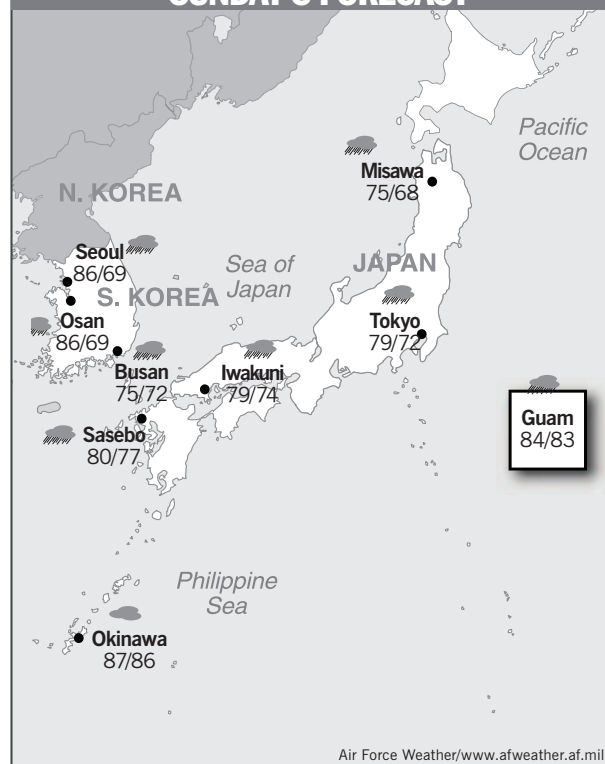 SUNDAY'S FORECAST
Pacific
Ocean
Misawa
75/68
N. KOREA
Seoul
86/69
Sea of
Japan
JAPAN
S. KOREA
Osan
86/69
Tokyo
79/72
Busan
75/72
Iwakuni
79/74
Guam
84/83
Sasebo
80/77
Philippine
Sea
Okinawa
87/86
Air Force Weather/www.afweather.af.mil